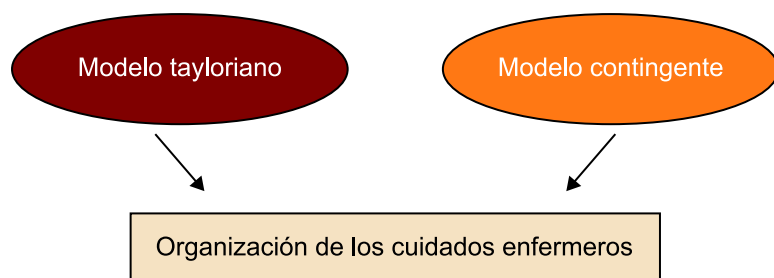 Modelo tayloriano
Modelo contingente
Organización de los cuidados enfermeros